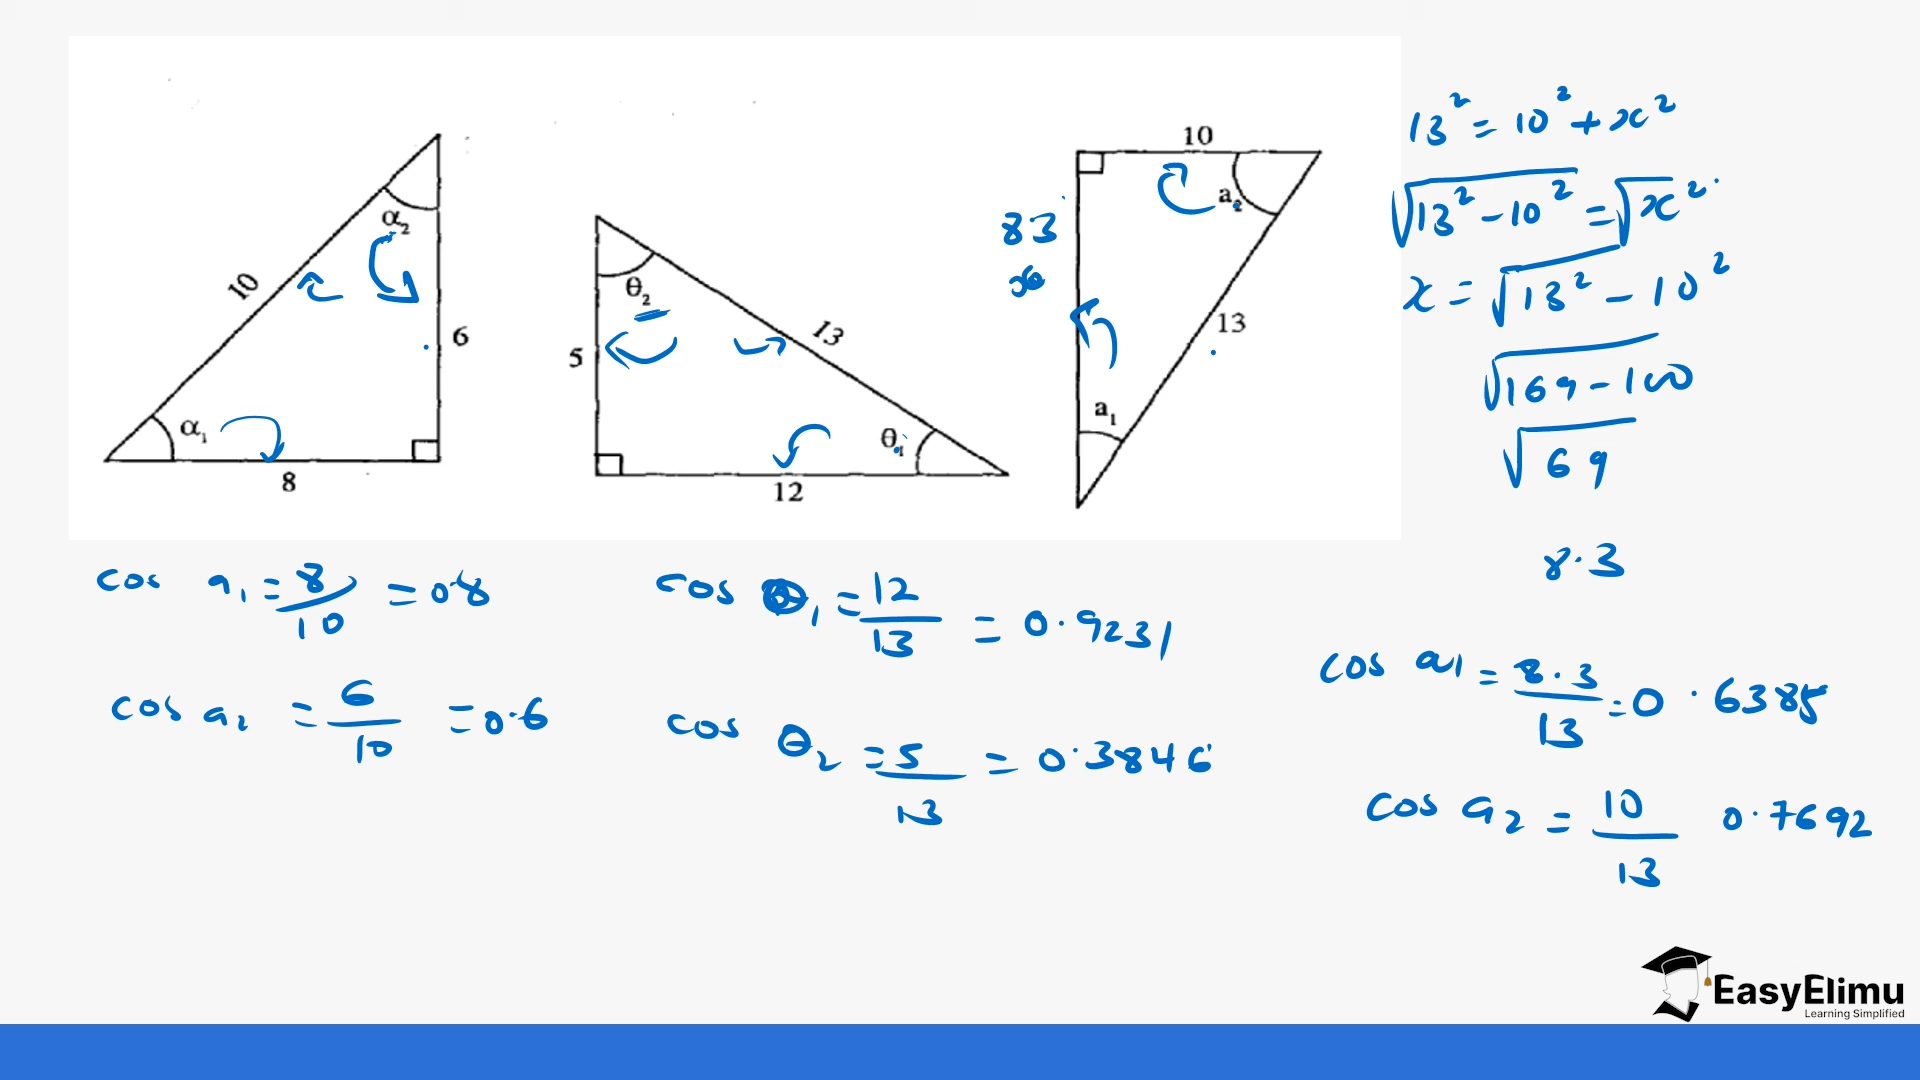 10
α₂
6
α₁
8
θ₂
13
5
θ₁
12
10
a₂
83
x
13
a₁
13² = 10² + x²
√13² - 10² = √x²
x = √13² - 10²
√169 - 100
√69
8.3
cos a₁ = 8/10 = 0.8
cos a₂ = 6/10 = 0.6
cos θ₁ = 12/13 = 0.9231
cos θ₂ = 5/13 = 0.3846
cos a₁ = 8.3/13 = 0.6385
cos a₂ = 10/13 0.7692
EasyElimu
Learning Simplified